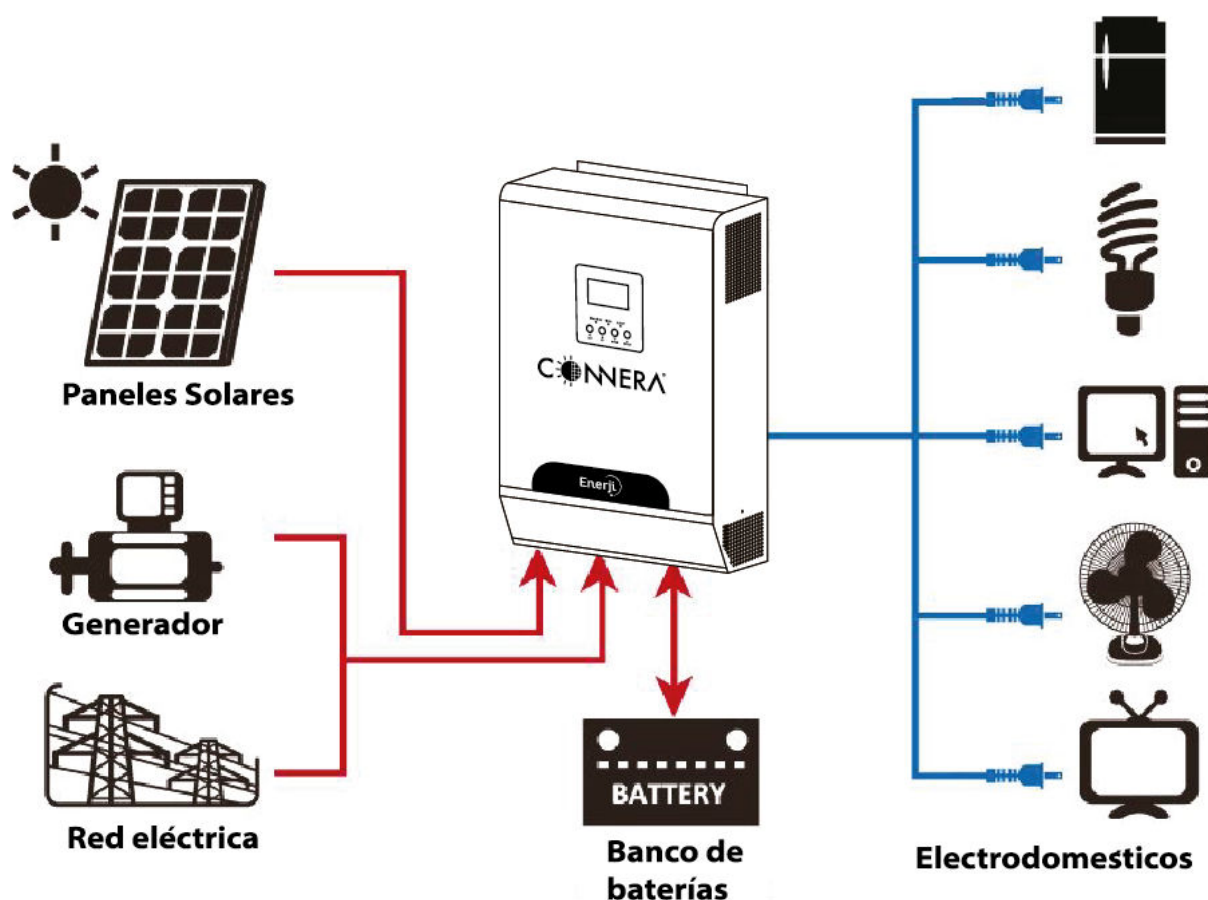 Paneles Solares
CONNERA
Enerji
Generador
Red eléctrica
BATTERY
Banco de
baterías
Electrodomesticos